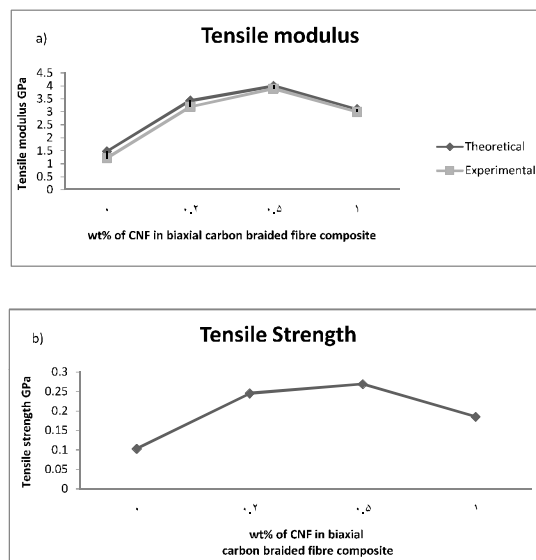 a)
Tensile modulus
Tensile modulus GPa
4.5
4
3.5
3
2.5
2
1.5
1
0.5
0
٠ ٠.٢ ٠.٥ ١
wt% of CNF in biaxial carbon braided fibre composite
Theoretical
Experimental
b)
Tensile Strength
Tensile strength GPa
0.3
0.25
0.2
0.15
0.1
0.05
0
٠ ٠.٢ ٠.٥ ١
wt% of CNF in biaxial
carbon braided fibre composite